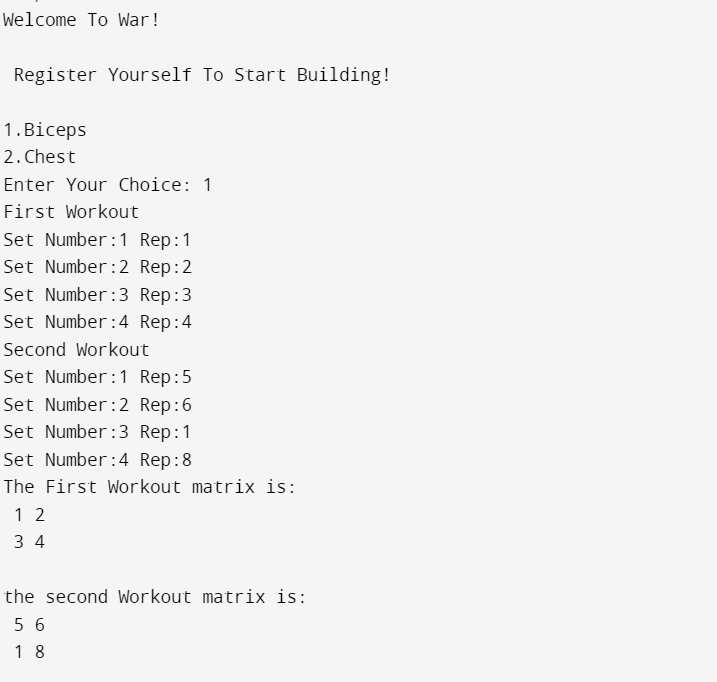 Welcome To War!
Register Yourself To Start Building!
1.Biceps
2.Chest
Enter Your Choice: 1
First Workout
Set Number:1 Rep:1
Set Number:2 Rep:2
Set Number:3 Rep:3
Set Number:4 Rep:4
Second Workout
Set Number:1 Rep:5
Set Number:2 Rep:6
Set Number:3 Rep:1
Set Number:4 Rep:8
The First Workout matrix is:
1 2
3 4
the second Workout matrix is:
5 6
1 8